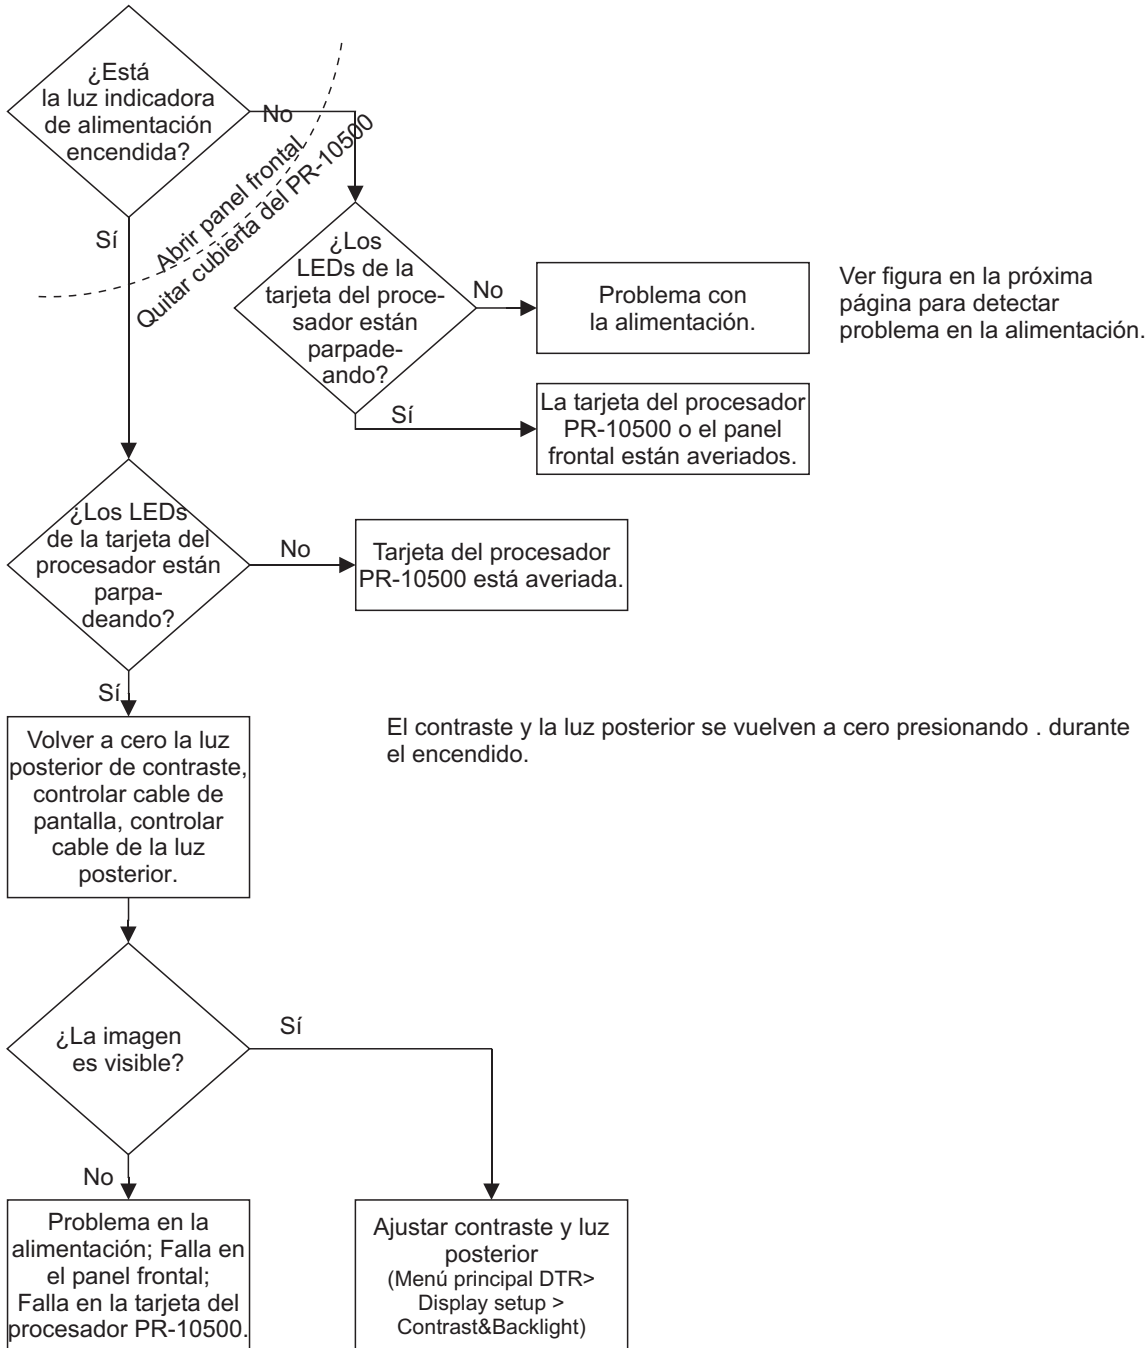 ¿Está
la luz indicadora
de alimentación
encendida?
No
Sí
Abrir panel frontal
Quitar cubierta del PR-10500
¿Los
LEDs de la
tarjeta del proce-
sador están
parpade-
ando?
No
Problema con
la alimentación.
Ver figura en la próxima
página para detectar
problema en la alimentación.
Sí
La tarjeta del procesador
PR-10500 o el panel
frontal están averiados.
¿Los LEDs
de la tarjeta del
procesador están
parpa-
deando?
No
Tarjeta del procesador
PR-10500 está averiada.
Sí
Volver a cero la luz
posterior de contraste,
controlar cable de
pantalla, controlar
cable de la luz
posterior.
El contraste y la luz posterior se vuelven a cero presionando . durante
el encendido.
¿La imagen
es visible?
Sí
No
Problema en la
alimentación; Falla en
el panel frontal;
Falla en la tarjeta del
procesador PR-10500.
Ajustar contraste y luz
posterior
(Menú principal DTR>
Display setup >
Contrast&Backlight)